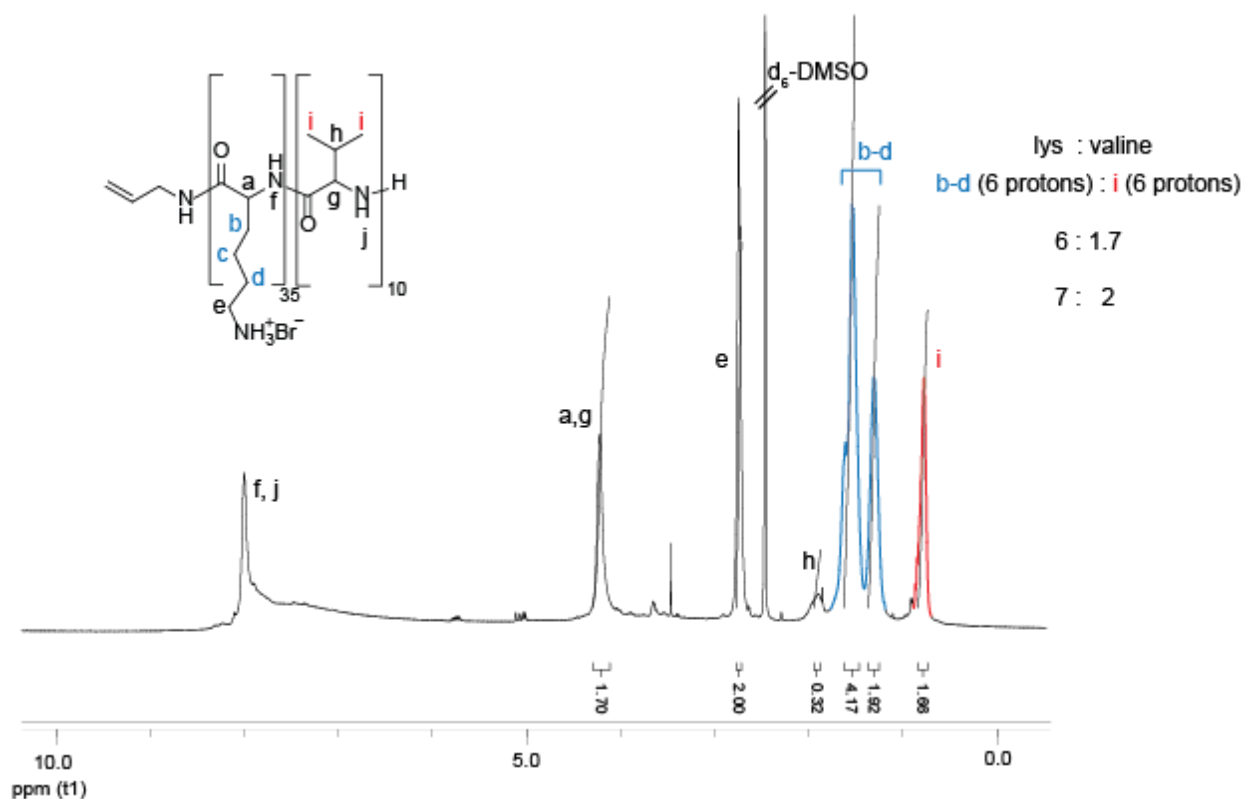 d6-DMSO
i i
h
O
H
N
a
f
N
H
b
c
d
e
O
g
N
H
j
H
35
10
NH3+Br−
b-d
lys : valine
b-d (6 protons) : i (6 protons)
6 : 1.7
7 : 2
e
i
a,g
f, j
h
1.70
2.00
0.32
4.17
1.92
1.66
10.0
5.0
0.0
ppm (t1)